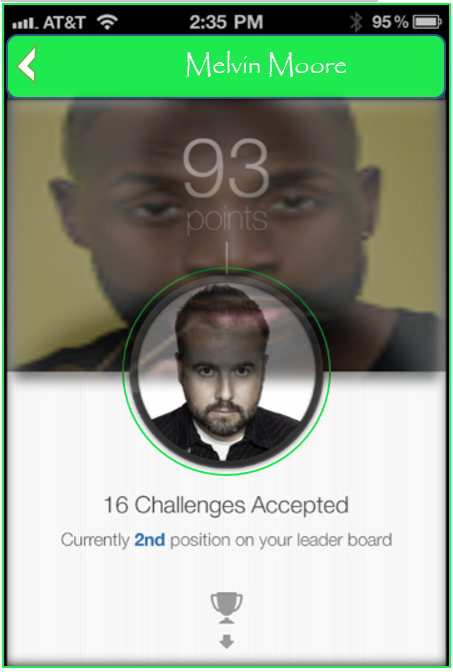 AT&T 2:35 PM 95%
Melvin Moore
93
points
16 Challenges Accepted
Currently 2nd position on your leader board